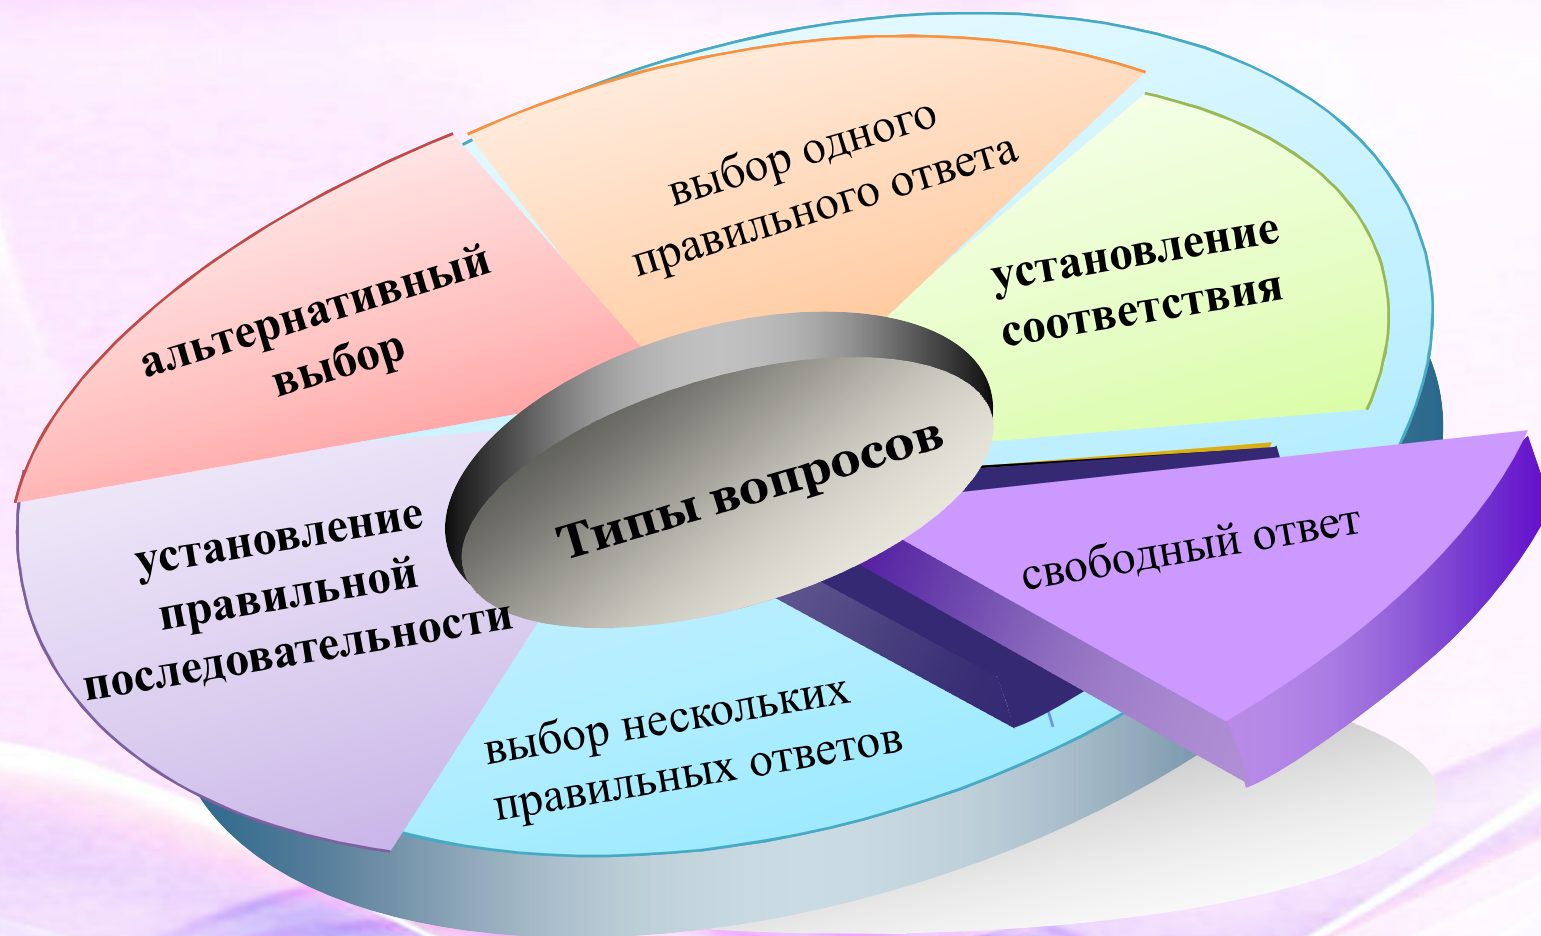 выбор одного
правильного ответа
установление
соответствия
альтернативный
выбор
Типы вопросов
установление
правильной
последовательности
свободный ответ
выбор нескольких
правильных ответов